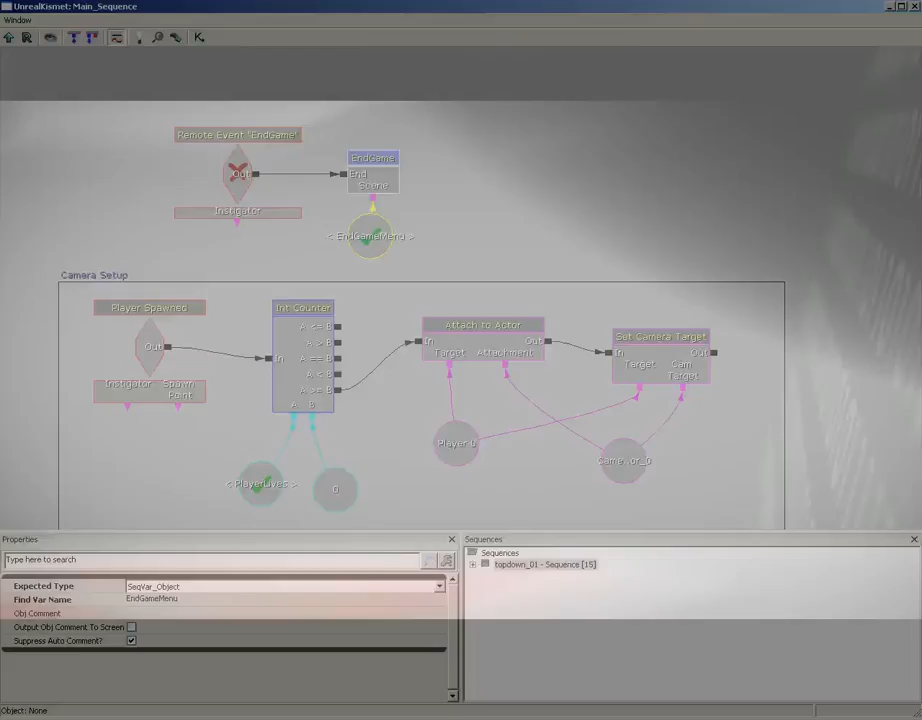 UnrealKismet: Main_Sequence
Window
Remote Event "EndGame"
Out
Instigator
EndGame
End
Scene
< EndGameMenu >
Camera Setup
Player Spawned
Out
Instigator Spawn
Point
Int Counter
A <= B
A > B
In A == B
A < B
A >= B
A B
< PlayerLives >
0
Attach to Actor
In Out
Target Attachment
Set Camera Target
In Out
Target Cam
Target
Player 0
Came..or_0
Properties
Type here to search
Expected Type SeqVar_Object
Find Var Name EndGameMenu
Obj Comment
Output Obj Comment To Screen
Suppress Auto Comment?
Sequences
Sequences
topdown_01 - Sequence [15]
Object: None